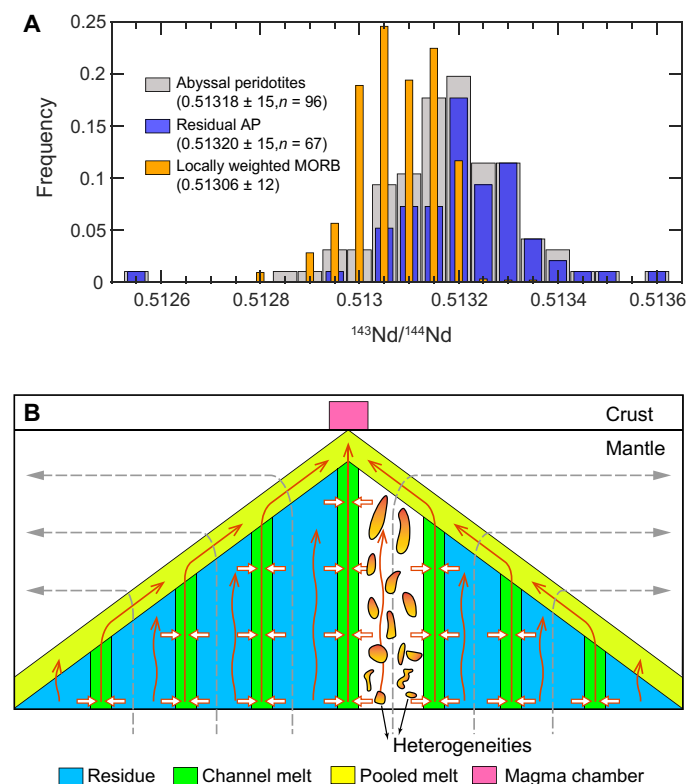 A
0.25
0.2
0.15
0.1
0.05
0
Frequency
Abyssal peridotites
(0.51318 ± 15,n = 96)
Residual AP
(0.51320 ± 15,n = 67)
Locally weighted MORB
(0.51306 ± 12)
0.5126 0.5128 0.513 0.5132 0.5134 0.5136
¹⁴³Nd/¹⁴⁴Nd
B
Crust
Mantle
Heterogeneities
Residue Channel melt Pooled melt Magma chamber